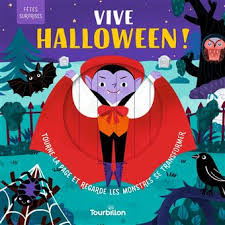 FÊTES
SURPRISES
VIVE
HALLOWEEN !
TOURNE LA PAGE ET REGARDE LES MONSTRES SE TRANSFORMER
Tourbillon